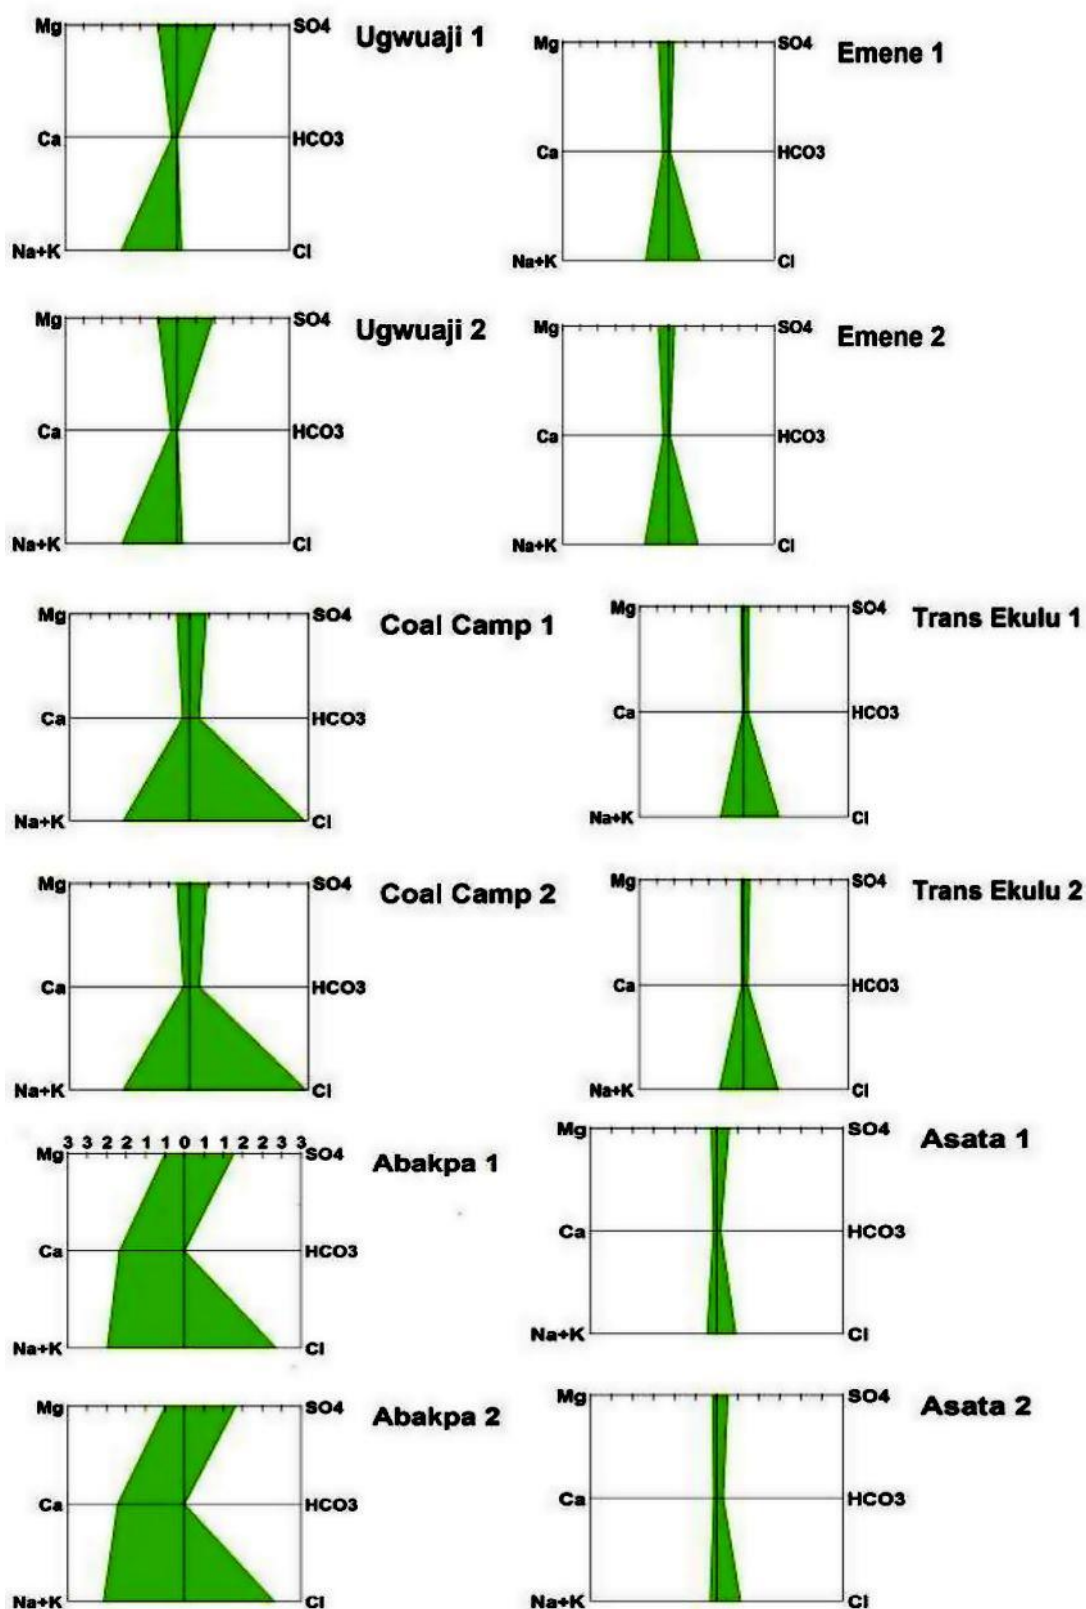 Mg SO4 Ugwuaji 1
Ca HCO3
Na+K Cl
Mg SO4 Emene 1
Ca HCO3
Na+K Cl
Mg SO4 Ugwuaji 2
Ca HCO3
Na+K Cl
Mg SO4 Emene 2
Ca HCO3
Na+K Cl
Mg SO4 Coal Camp 1
Ca HCO3
Na+K Cl
Mg SO4 Trans Ekulu 1
Ca HCO3
Na+K Cl
Mg SO4 Coal Camp 2
Ca HCO3
Na+K Cl
Mg SO4 Trans Ekulu 2
Ca HCO3
Na+K Cl
3 3 2 2 1 1 0 1 1 2 2 3 3
Mg SO4 Abakpa 1
Ca HCO3
Na+K Cl
Mg SO4 Asata 1
Ca HCO3
Na+K Cl
Mg SO4 Abakpa 2
Ca HCO3
Na+K Cl
Mg SO4 Asata 2
Ca HCO3
Na+K Cl